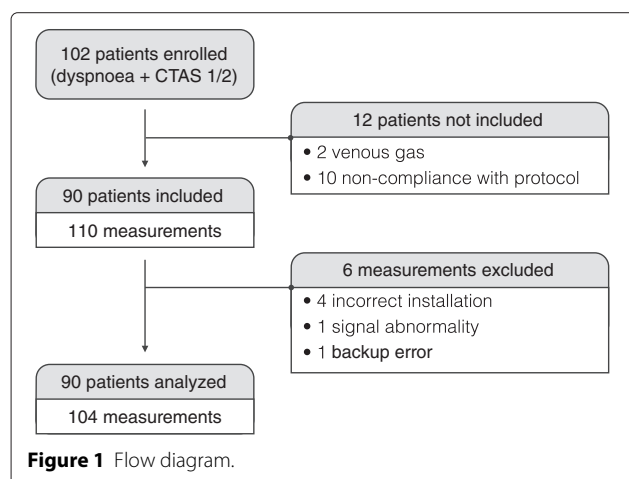 102 patients enrolled
(dyspnoea + CTAS 1/2)
12 patients not included
• 2 venous gas
• 10 non-compliance with protocol
90 patients included
110 measurements
6 measurements excluded
• 4 incorrect installation
• 1 signal abnormality
• 1 backup error
90 patients analyzed
104 measurements
Figure 1 Flow diagram.